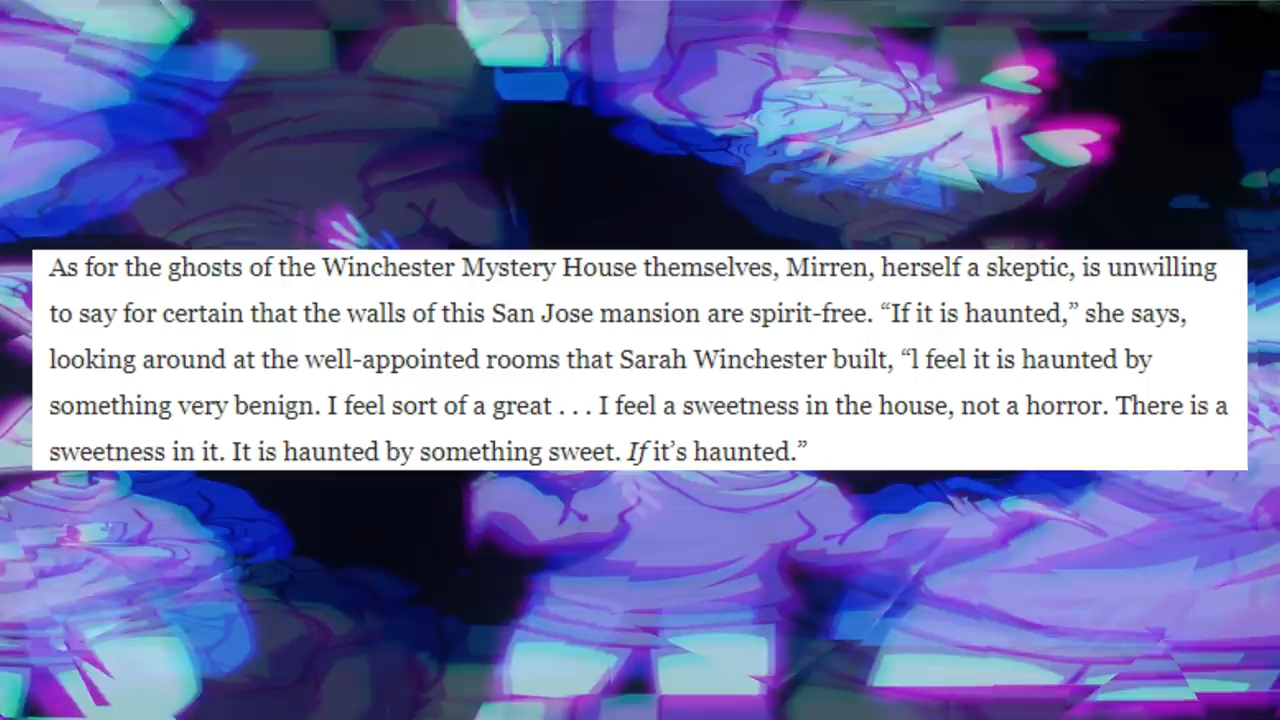 As for the ghosts of the Winchester Mystery House themselves, Mirren, herself a skeptic, is unwilling
to say for certain that the walls of this San Jose mansion are spirit-free. “If it is haunted,” she says,
looking around at the well-appointed rooms that Sarah Winchester built, “l feel it is haunted by
something very benign. I feel sort of a great . . . I feel a sweetness in the house, not a horror. There is a
sweetness in it. It is haunted by something sweet. If it’s haunted.”